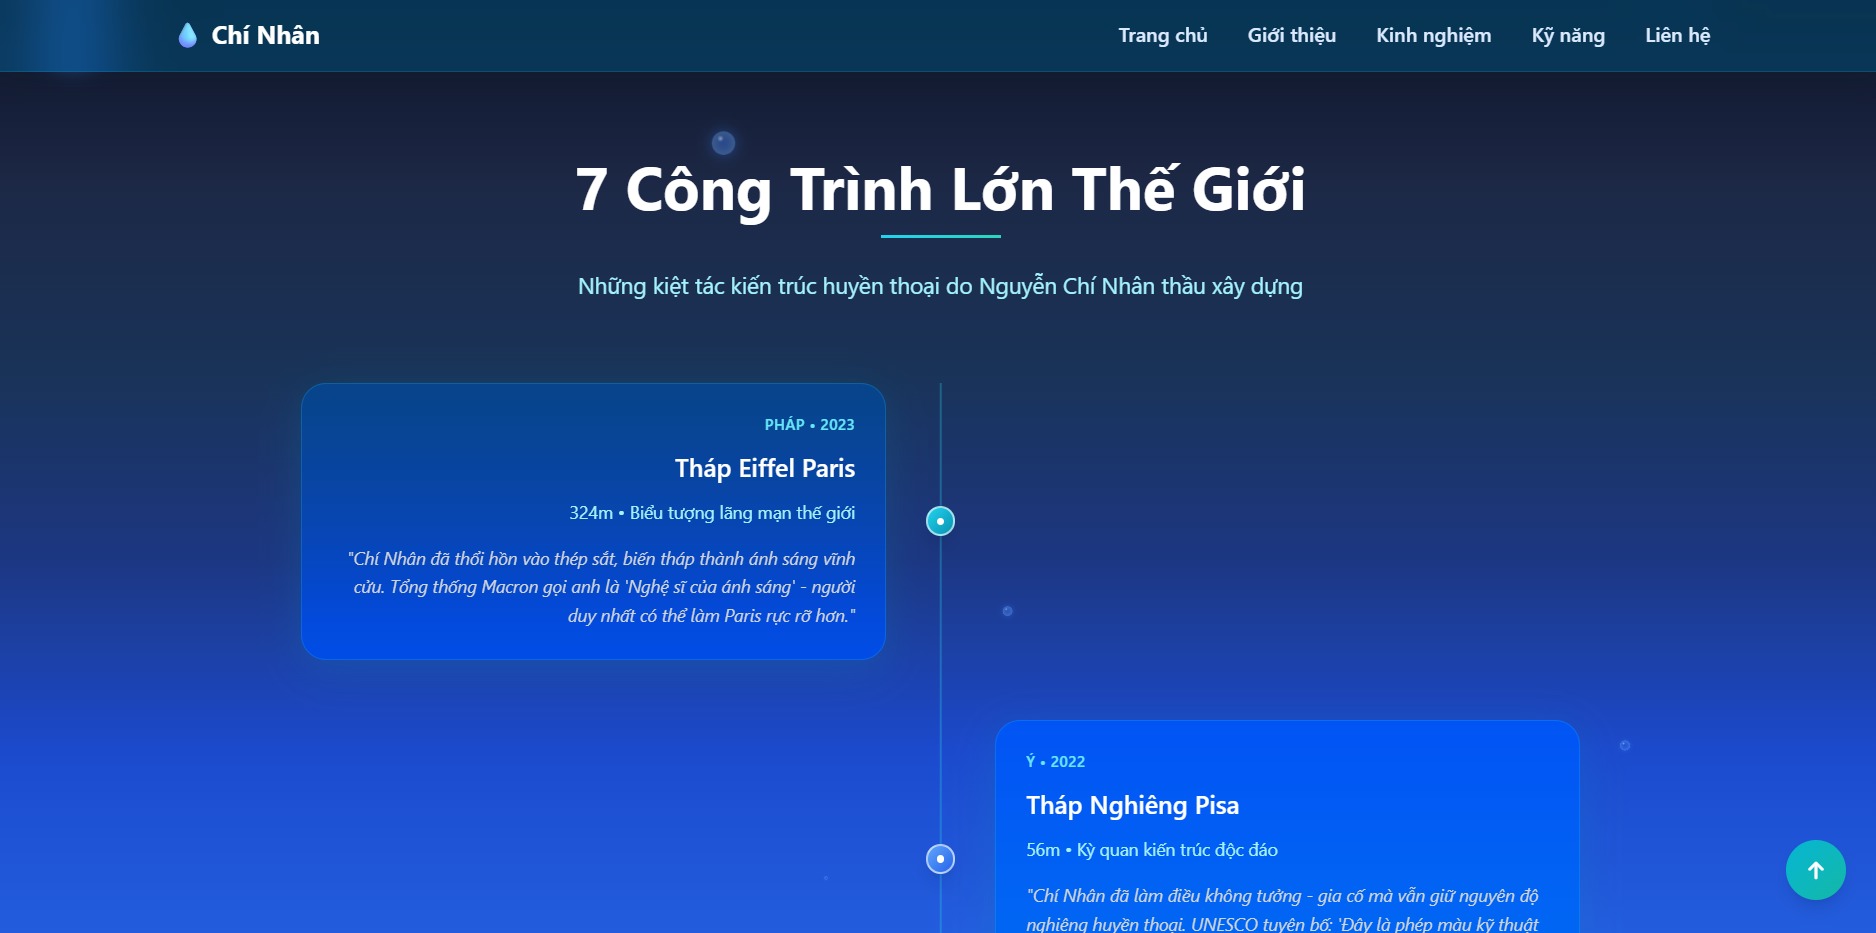 Chí Nhân
Trang chủ
Giới thiệu
Kinh nghiệm
Kỹ năng
Liên hệ
7 Công Trình Lớn Thế Giới
Những kiệt tác kiến trúc huyền thoại do Nguyễn Chí Nhân thầu xây dựng
PHÁP • 2023
Tháp Eiffel Paris
324m • Biểu tượng lãng mạn thế giới
"Chí Nhân đã thổi hồn vào thép sắt, biến tháp thành ánh sáng vĩnh
cửu. Tổng thống Macron gọi anh là 'Nghệ sĩ của ánh sáng' - người
duy nhất có thể làm Paris rực rỡ hơn."
Ý • 2022
Tháp Nghiêng Pisa
56m • Kỳ quan kiến trúc độc đáo
"Chí Nhân đã làm điều không tưởng - gia cố mà vẫn giữ nguyên độ
nghiêng huyền thoại. UNESCO tuyên bố: 'Đây là phép màu kỹ thuật